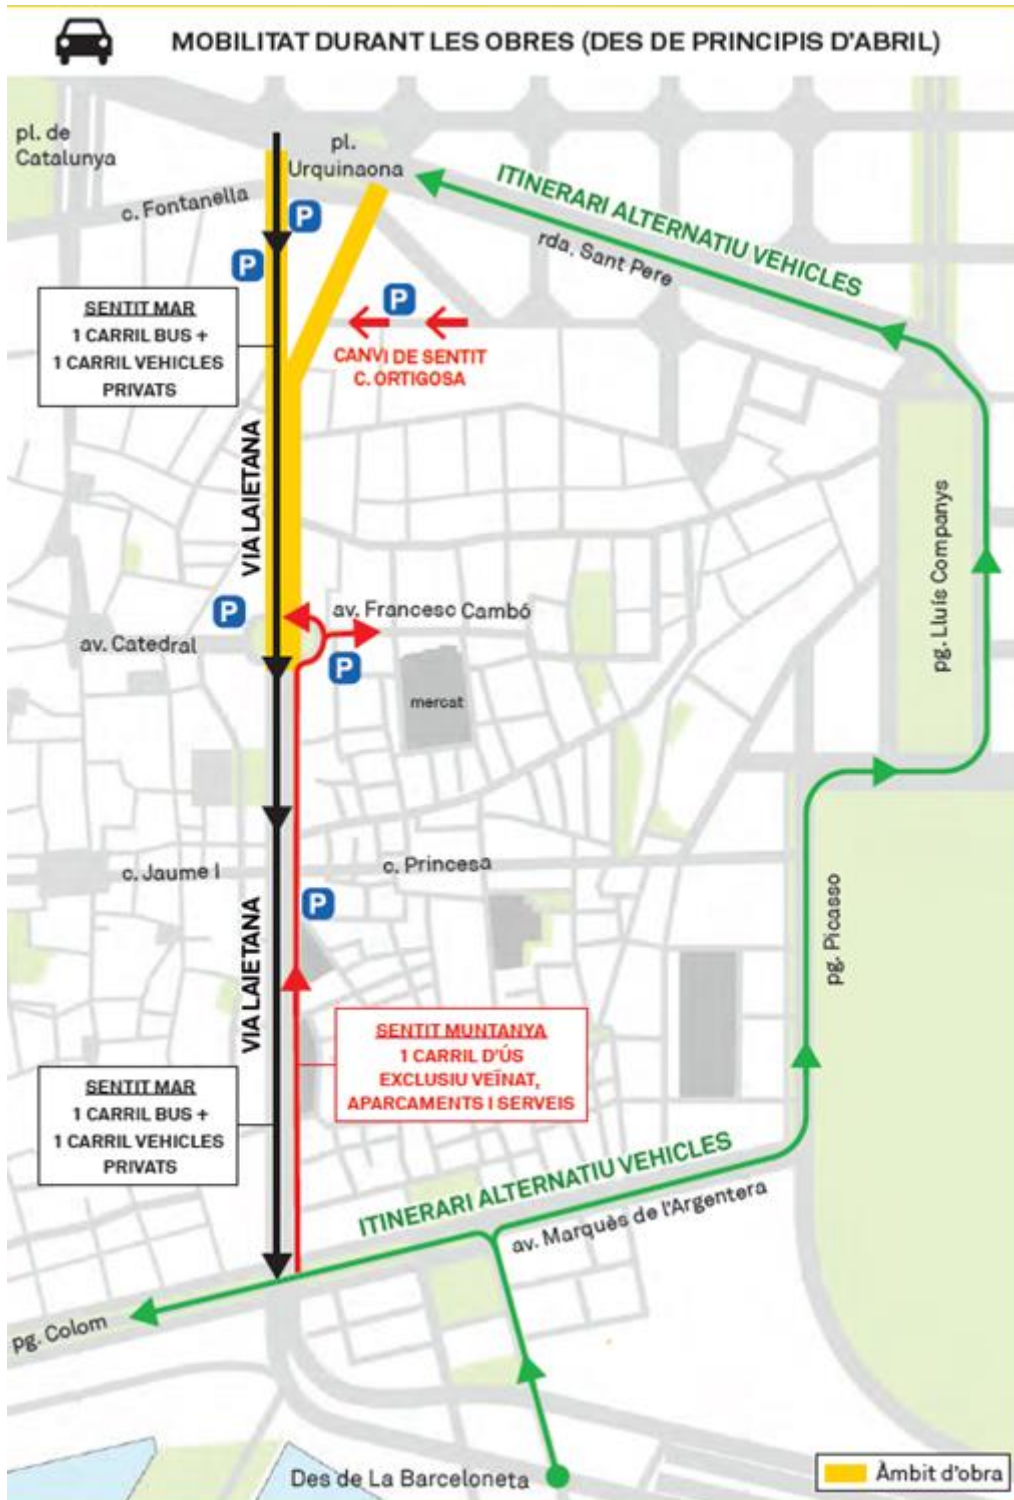 MOBILITAT DURANT LES OBRES (DES DE PRINCIPIS D'ABRIL)
pl. de
Catalunya
pl.
Urquinaona
c. Fontanella
P
P
ITINERARI ALTERNATIU VEHICLES
rda. Sant Pere
SENTIT MAR
1 CARRIL BUS +
1 CARRIL VEHICLES
PRIVATS
P
CANVI DE SENTIT
C. ORTIGOSA
VIA LAIETANA
pg. Lluís Companys
P
av. Francesc Cambó
av. Catedral
P
mercat
c. Jaume I
c. Princesa
P
pg. Picasso
VIA LAIETANA
SENTIT MUNTANYA
1 CARRIL D'ÚS
EXCLUSIU VEÏNAT,
APARCAMENTS I SERVEIS
SENTIT MAR
1 CARRIL BUS +
1 CARRIL VEHICLES
PRIVATS
ITINERARI ALTERNATIU VEHICLES
av. Marquès de l'Argentera
pg. Colom
Des de La Barceloneta
Àmbit d'obra